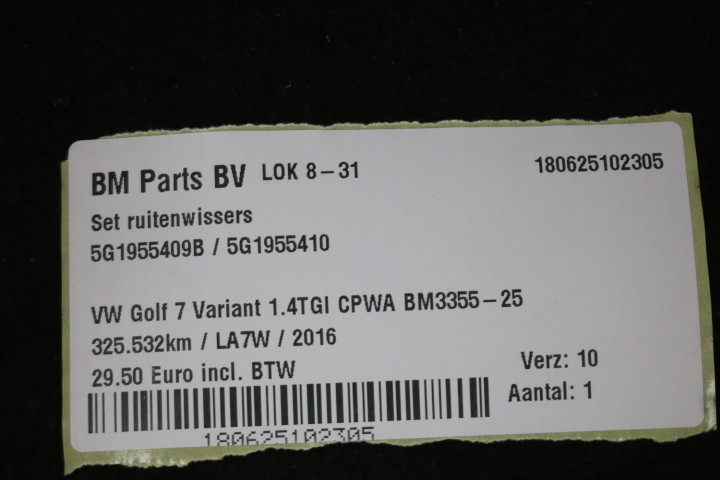 BM Parts BV LOK 8-31 180625102305
Set ruitenwissers
5G1955409B / 5G1955410
VW Golf 7 Variant 1.4TGI CPWA BM3355-25
325.532km / LA7W / 2016
29.50 Euro incl. BTW
Verz: 10
Aantal: 1
180625102305